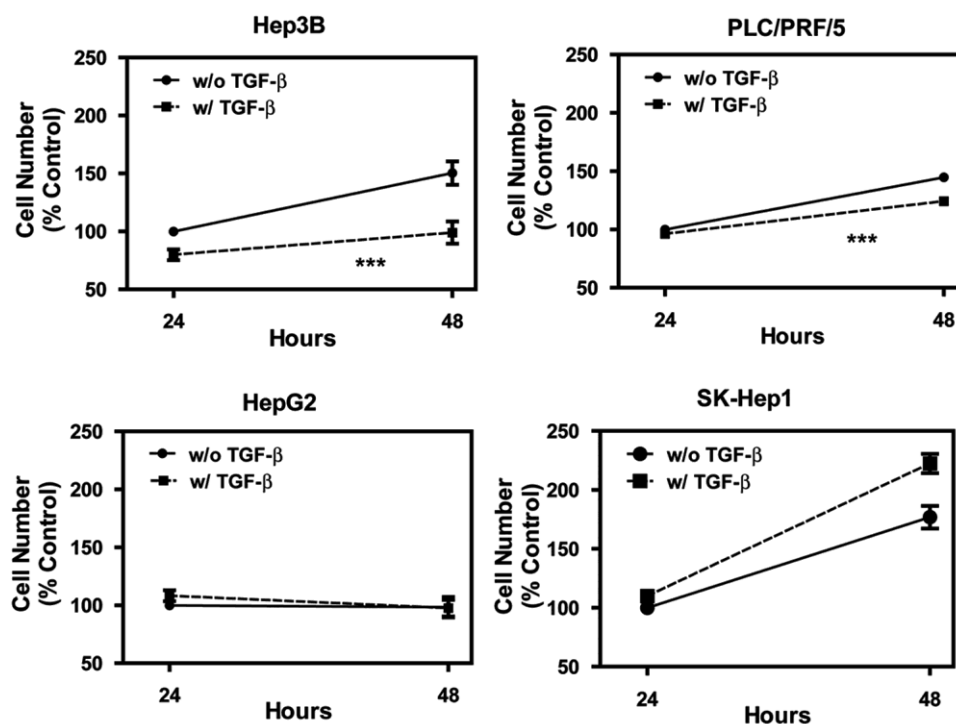 Hep3B
250
200
150
100
50
Cell Number
(% Control)
w/o TGF-β
w/ TGF-β
***
24
48
Hours
PLC/PRF/5
250
200
150
100
50
Cell Number
(% Control)
w/o TGF-β
w/ TGF-β
***
24
48
Hours
HepG2
250
200
150
100
50
Cell Number
(% Control)
w/o TGF-β
w/ TGF-β
24
48
Hours
SK-Hep1
250
200
150
100
50
Cell Number
(% Control)
w/o TGF-β
w/ TGF-β
24
48
Hours